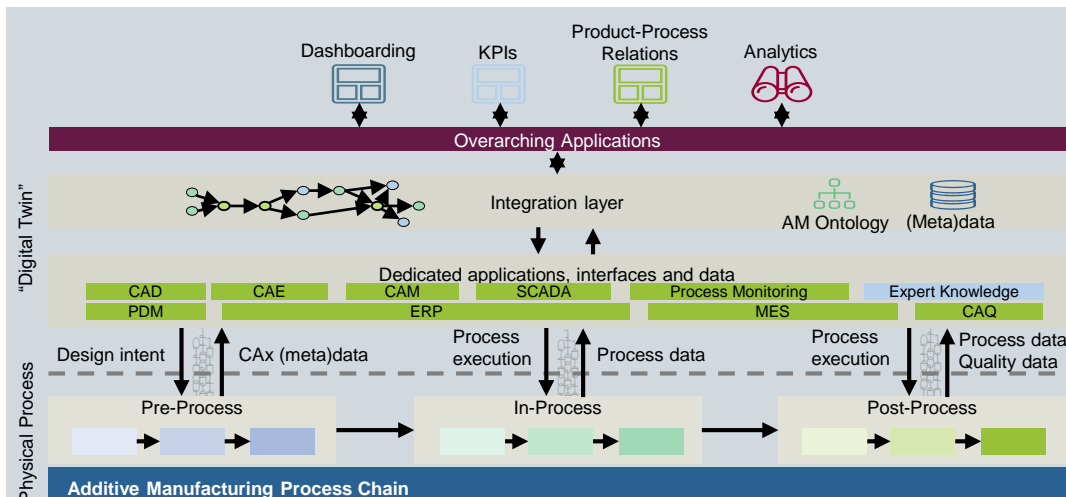 Dashboarding
KPIs
Product-Process
Relations
Analytics
Overarching Applications
"Digital Twin"
Integration layer
AM Ontology
(Meta)data
Dedicated applications, interfaces and data
CAD
CAE
CAM
SCADA
Process Monitoring
Expert Knowledge
PDM
ERP
MES
CAQ
Design intent
CAx (meta)data
Process
execution
Process data
Process
execution
Process data
Quality data
Physical Process
Pre-Process
In-Process
Post-Process
Additive Manufacturing Process Chain